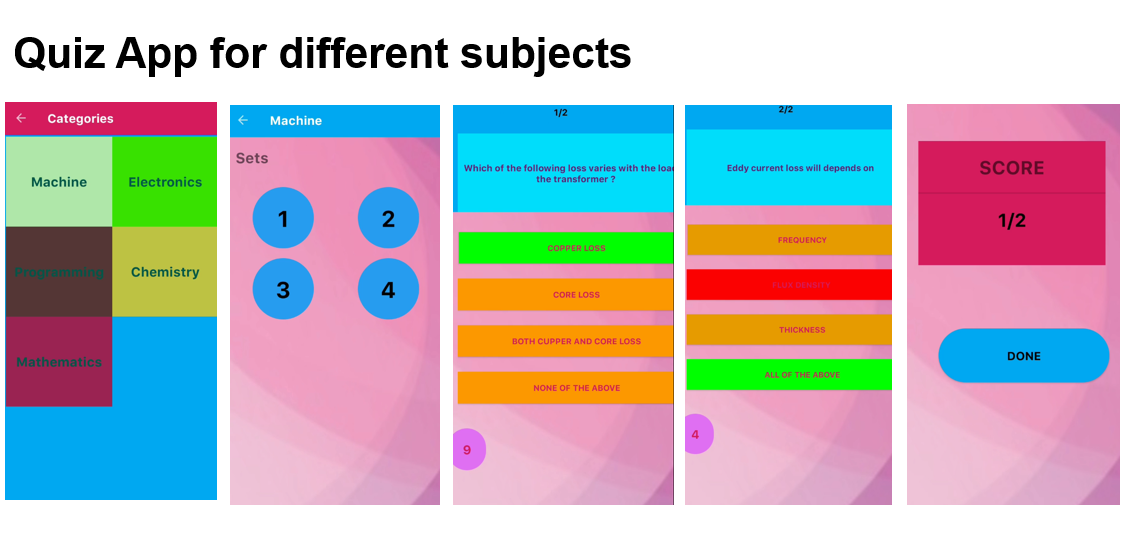 Quiz App for different subjects
Categories
Machine
Electronics
Programming
Chemistry
Mathematics
Machine
Sets
1
2
3
4
1/2
Which of the following loss varies with the load
the transformer ?
COPPER LOSS
CORE LOSS
BOTH CUPPER AND CORE LOSS
NONE OF THE ABOVE
9
2/2
Eddy current loss will depends on
FREQUENCY
FLUX DENSITY
THICKNESS
ALL OF THE ABOVE
4
SCORE
1/2
DONE